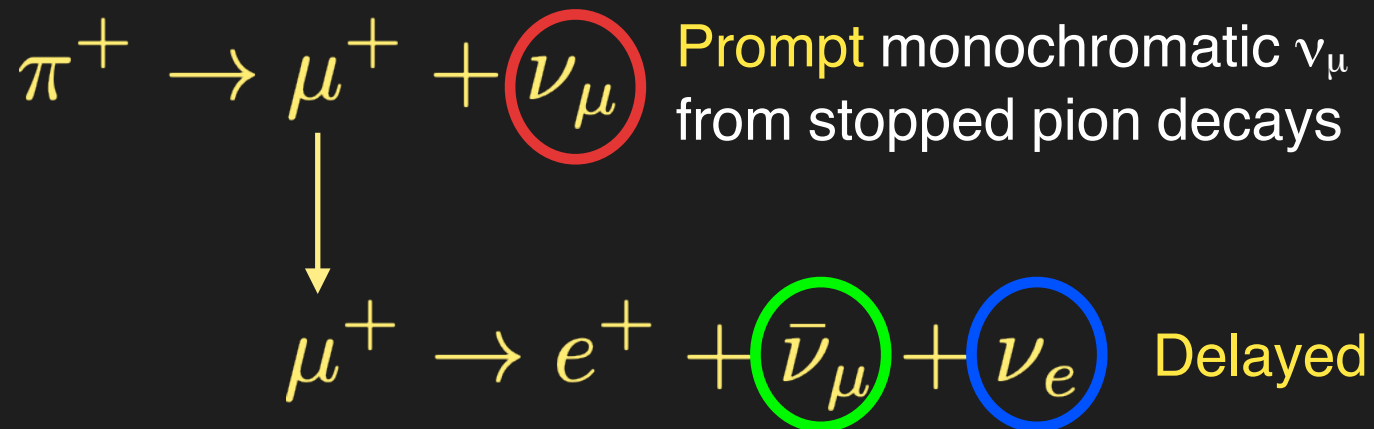 π⁺ → μ⁺ + ν_μ Prompt monochromatic ν_μ
from stopped pion decays
μ⁺ → e⁺ + ν̄_μ + ν_e Delayed